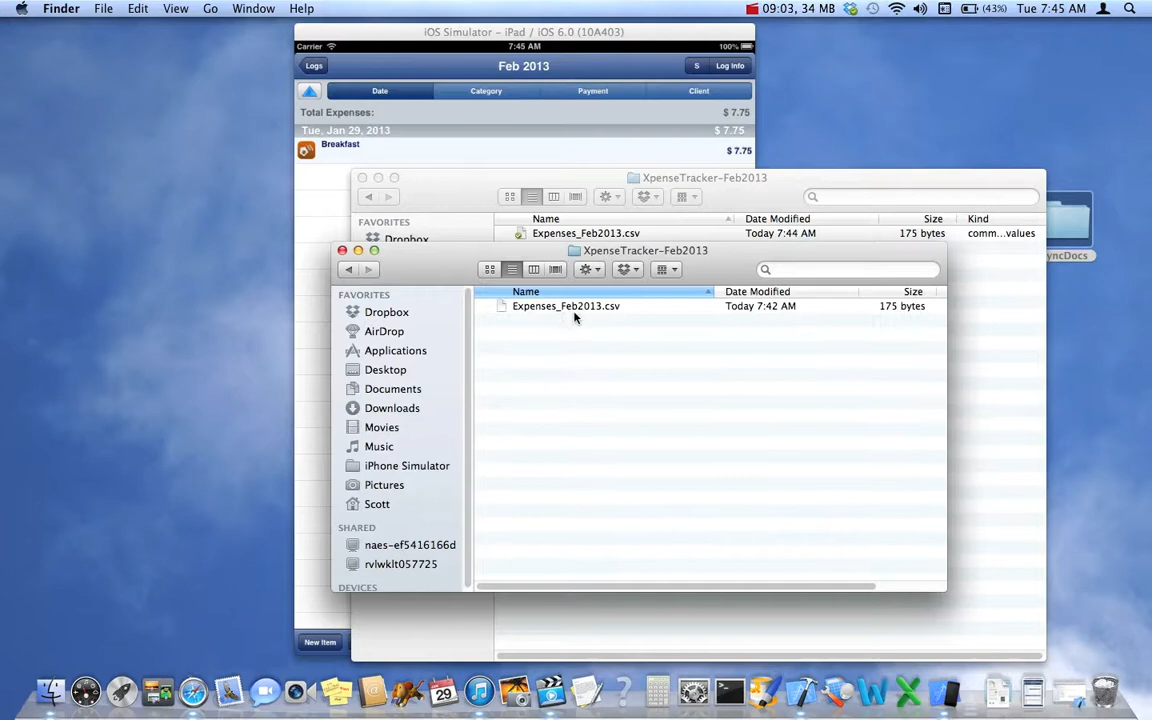 Finder File Edit View Go Window Help 09:03, 34 MB (43%) Tue 7:45 AM
iOS Simulator - iPad / iOS 6.0 (10A403)
Carrier 7:45 AM 100%
Logs Feb 2013 S Log Info
Date Category Payment Client
Total Expenses: $ 7.75
Tue, Jan 29, 2013 $ 7.75
Breakfast $ 7.75
XpenseTracker-Feb2013
FAVORITES Name Date Modified Size Kind
Dropbox Expenses_Feb2013.csv Today 7:44 AM 175 bytes comm...values
yncDocs
XpenseTracker-Feb2013
FAVORITES Name Date Modified Size
Dropbox Expenses_Feb2013.csv Today 7:42 AM 175 bytes
AirDrop
Applications
Desktop
Documents
Downloads
Movies
Music
iPhone Simulator
Pictures
Scott
SHARED
naes-ef5416166d
rvlwklt057725
DEVICES
New Item
29